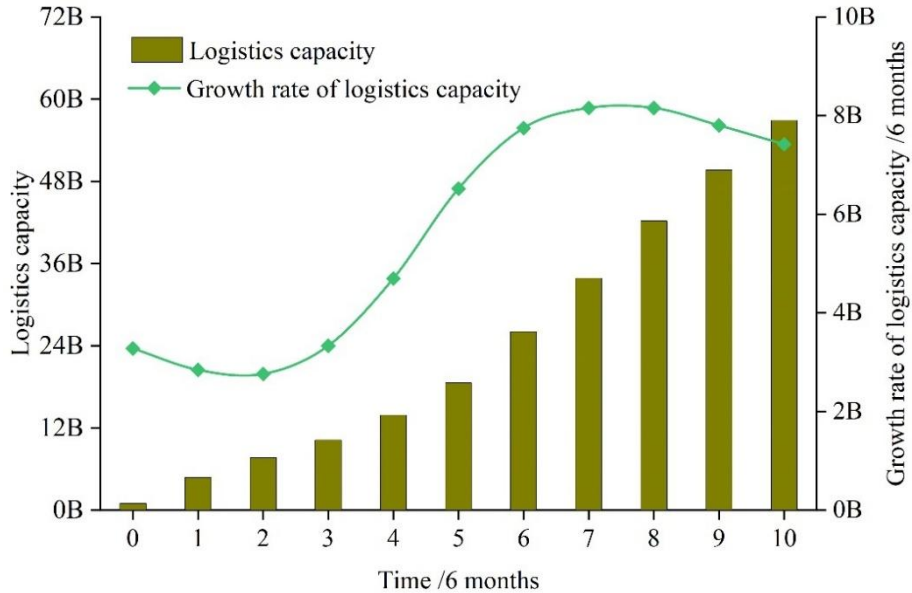 72B
60B
48B
36B
24B
12B
0B
Logistics capacity
Logistics capacity
Growth rate of logistics capacity
10B
8B
6B
4B
2B
0B
Growth rate of logistics capacity /6 months
0 1 2 3 4 5 6 7 8 9 10
Time /6 months